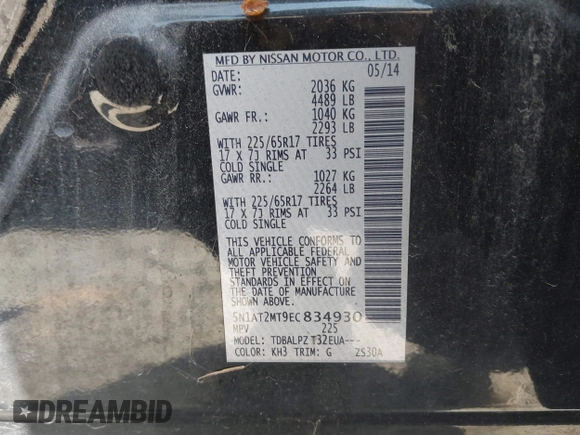 MFD BY NISSAN MOTOR CO., LTD.
DATE: 05/14
GVWR: 2036 KG
4489 LB
GAWR FR.: 1040 KG
2293 LB
WITH 225/65R17 TIRES
17 X 7J RIMS AT 33 PSI
COLD SINGLE
GAWR RR.: 1027 KG
2264 LB
WITH 225/65R17 TIRES
17 X 7J RIMS AT 33 PSI
COLD SINGLE
THIS VEHICLE CONFORMS TO
ALL APPLICABLE FEDERAL
MOTOR VEHICLE SAFETY AND
THEFT PREVENTION
STANDARDS IN EFFECT ON
THE DATE OF MANUFACTURE
SHOWN ABOVE.
5N1AT2MT9EC834930
MPV 225
MODEL: TDBALPZ T32EUA---
COLOR: KH3 TRIM: G ZS30A
DREAMBID